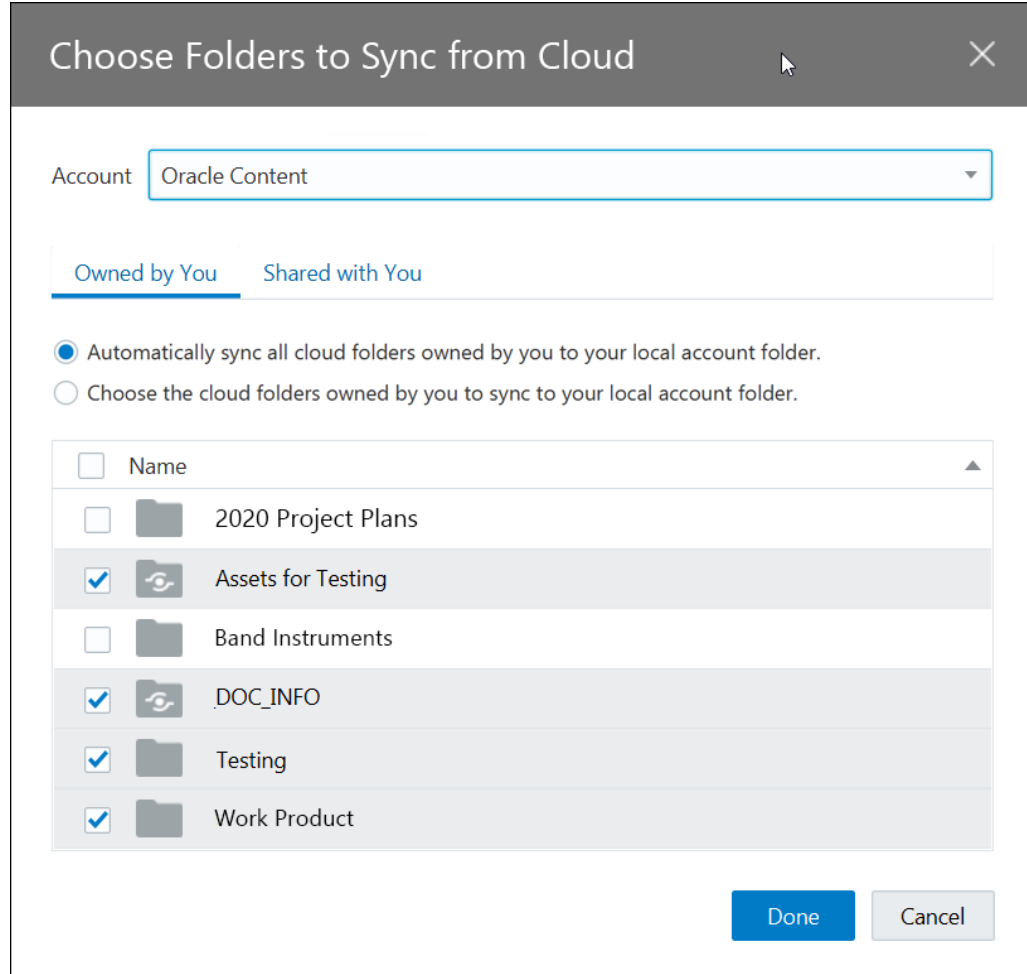 Choose Folders to Sync from Cloud
Account Oracle Content
Owned by You Shared with You
Automatically sync all cloud folders owned by you to your local account folder.
Choose the cloud folders owned by you to sync to your local account folder.
Name
2020 Project Plans
Assets for Testing
Band Instruments
DOC_INFO
Testing
Work Product
Done Cancel